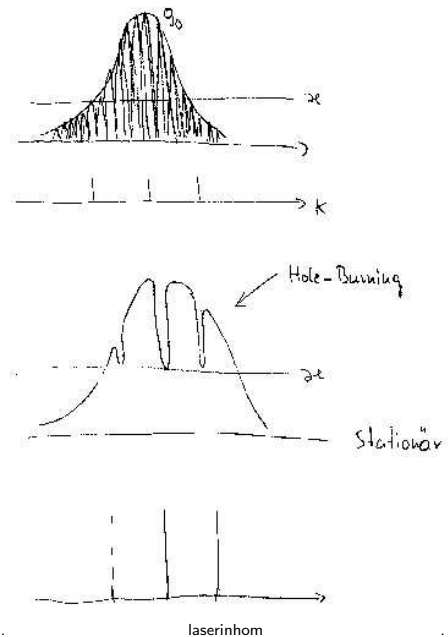 g₀
ϰ
K
Hole-Burning
ϰ
Stationär
laserinhom